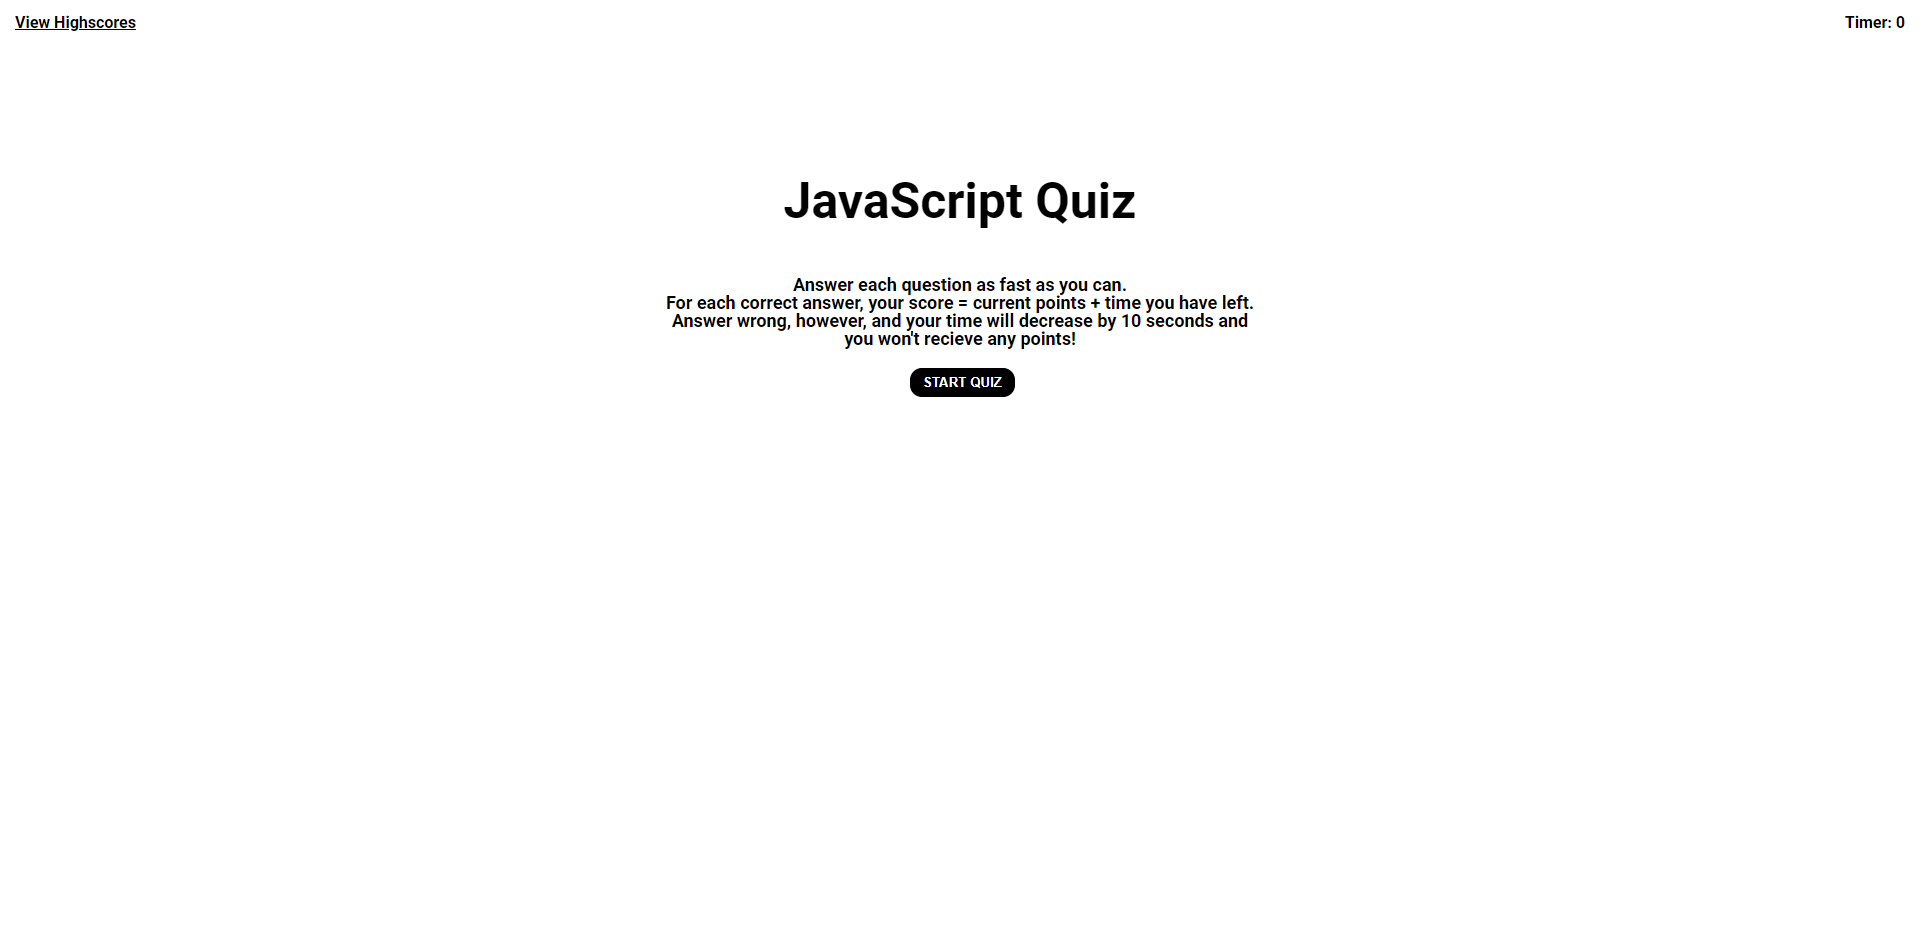 View Highscores
Timer: 0
JavaScript Quiz
Answer each question as fast as you can.
For each correct answer, your score = current points + time you have left.
Answer wrong, however, and your time will decrease by 10 seconds and
you won't recieve any points!
START QUIZ